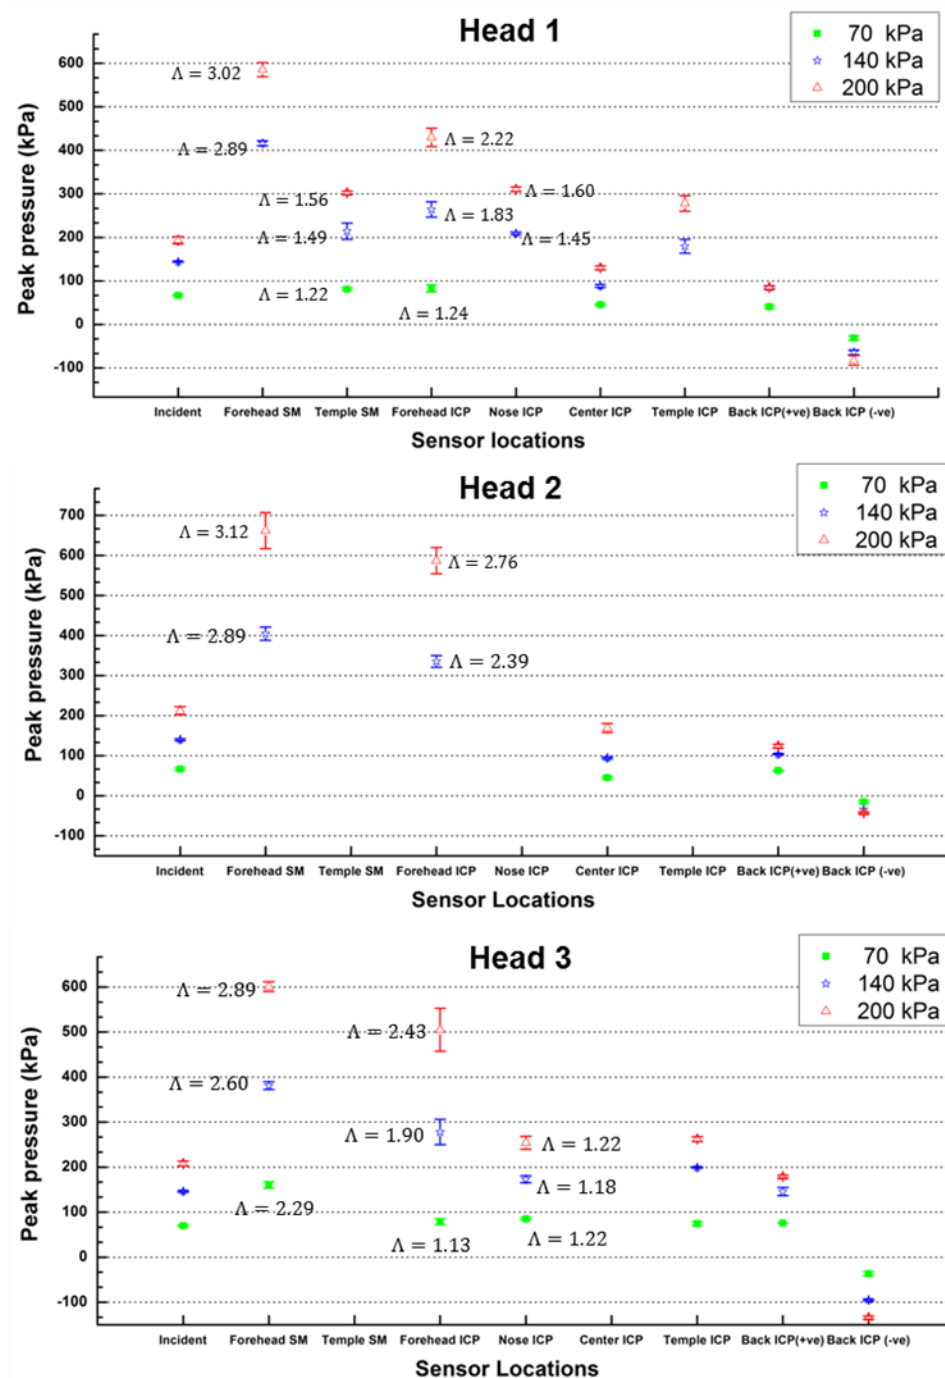 Head 1
70 kPa
140 kPa
200 kPa
Peak pressure (kPa)
600
500
400
300
200
100
0
-100
Λ = 3.02
Λ = 2.89
Λ = 2.22
Λ = 1.56
Λ = 1.60
Λ = 1.83
Λ = 1.49
Λ = 1.45
Λ = 1.22
Λ = 1.24
Incident Forehead SM Temple SM Forehead ICP Nose ICP Center ICP Temple ICP Back ICP(+ve) Back ICP (-ve)
Sensor locations
Head 2
70 kPa
140 kPa
200 kPa
Peak pressure (kPa)
700
600
500
400
300
200
100
0
-100
Λ = 3.12
Λ = 2.76
Λ = 2.89
Λ = 2.39
Incident Forehead SM Temple SM Forehead ICP Nose ICP Center ICP Temple ICP Back ICP(+ve) Back ICP (-ve)
Sensor Locations
Head 3
70 kPa
140 kPa
200 kPa
Peak pressure (kPa)
600
500
400
300
200
100
0
-100
Λ = 2.89
Λ = 2.43
Λ = 2.60
Λ = 1.90
Λ = 1.22
Λ = 1.18
Λ = 2.29
Λ = 1.13
Λ = 1.22
Incident Forehead SM Temple SM Forehead ICP Nose ICP Center ICP Temple ICP Back ICP(+ve) Back ICP (-ve)
Sensor Locations